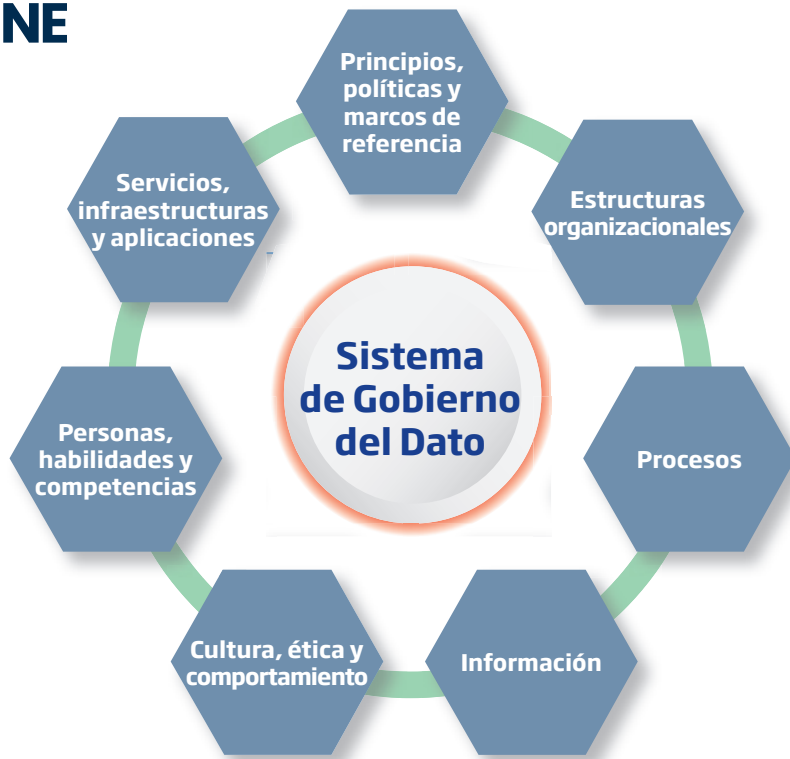 NE
Principios,
políticas y
marcos de
referencia
Estructuras
organizacionales
Procesos
Información
Cultura, ética y
comportamiento
Personas,
habilidades y
competencias
Servicios,
infraestructuras
y aplicaciones
Sistema
de Gobierno
del Dato